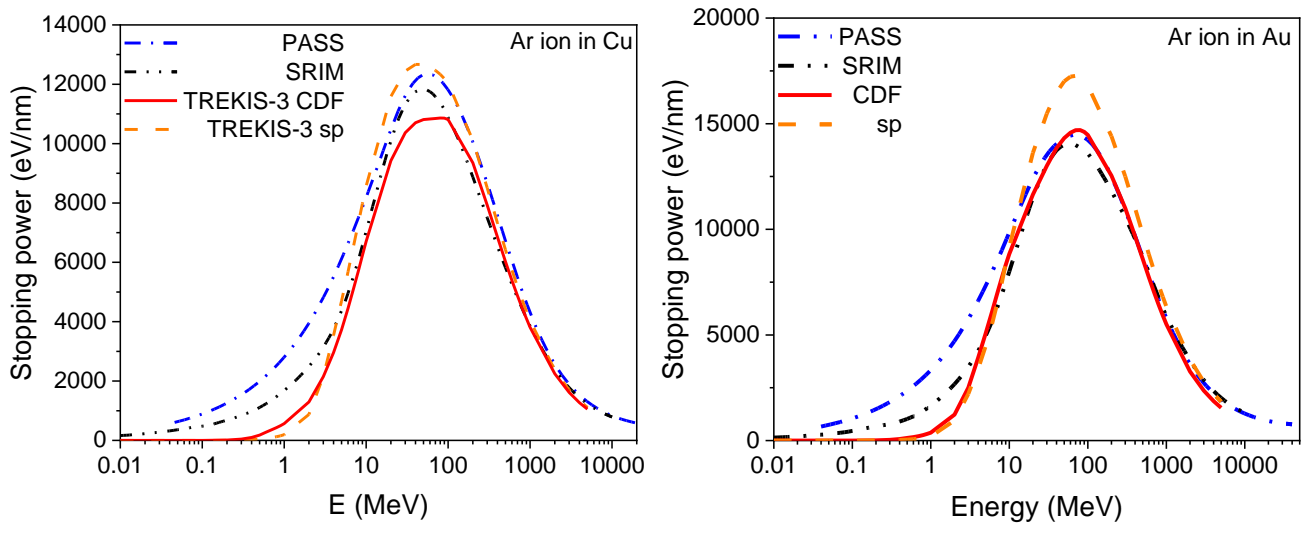 Ar ion in Cu
PASS
SRIM
TREKIS-3 CDF
TREKIS-3 sp
14000
12000
10000
8000
6000
4000
2000
0
Stopping power (eV/nm)
0.01 0.1 1 10 100 1000 10000
E (MeV)
Ar ion in Au
PASS
SRIM
CDF
sp
20000
15000
10000
5000
0
Stopping power (eV/nm)
0.01 0.1 1 10 100 1000 10000
Energy (MeV)